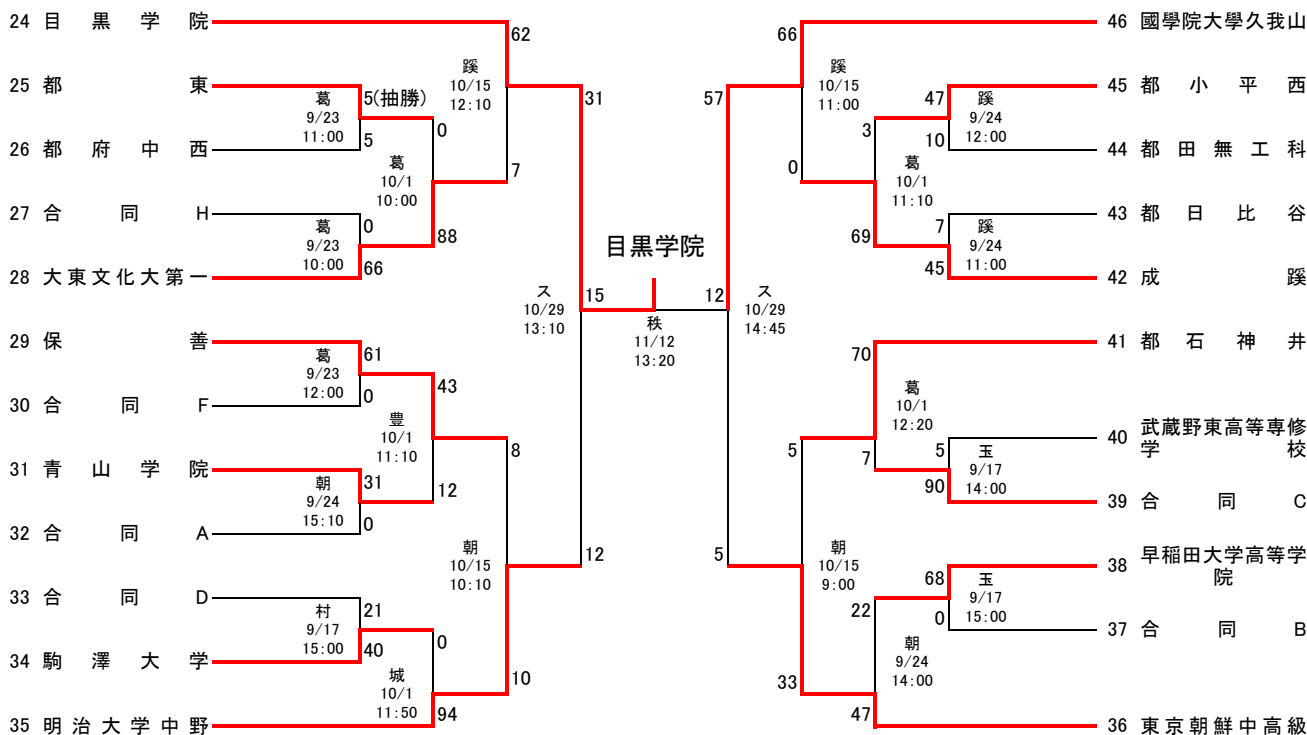 24 目黒学院
62
25 都東
5(抽勝)
葛
9/23
11:00
5
26 都府中西
0
蹊
10/15
12:10
31
7
葛
10/1
10:00
27 合同H
0
葛
9/23
10:00
66
88
28 大東文化大第一
ス
10/29
13:10
15
29 保善
61
葛
9/23
12:00
0
30 合同F
43
豊
10/1
11:10
8
31 青山学院
31
朝
9/24
15:10
0
12
32 合同A
朝
10/15
10:10
12
33 合同D
21
村
9/17
15:00
40
0
34 駒澤大学
城
10/1
11:50
10
94
35 明治大学中野
目黒学院
秩
11/12
13:20
46 國學院大學久我山
66
57
蹊
10/15
11:00
47
45 都小平西
蹊
9/24
12:00
3
10
44 都田無工科
0
葛
10/1
11:10
7
43 都日比谷
蹊
9/24
11:00
69
45
42 成蹊
12
ス
10/29
14:45
70
41 都石神井
葛
10/1
12:20
5
40 武蔵野東高等専修
学校
玉
9/17
14:00
5
7
90
39 合同C
5
朝
10/15
9:00
68
38 早稲田大学高等学
院
玉
9/17
15:00
22
0
37 合同B
朝
9/24
14:00
33
47
36 東京朝鮮中高級